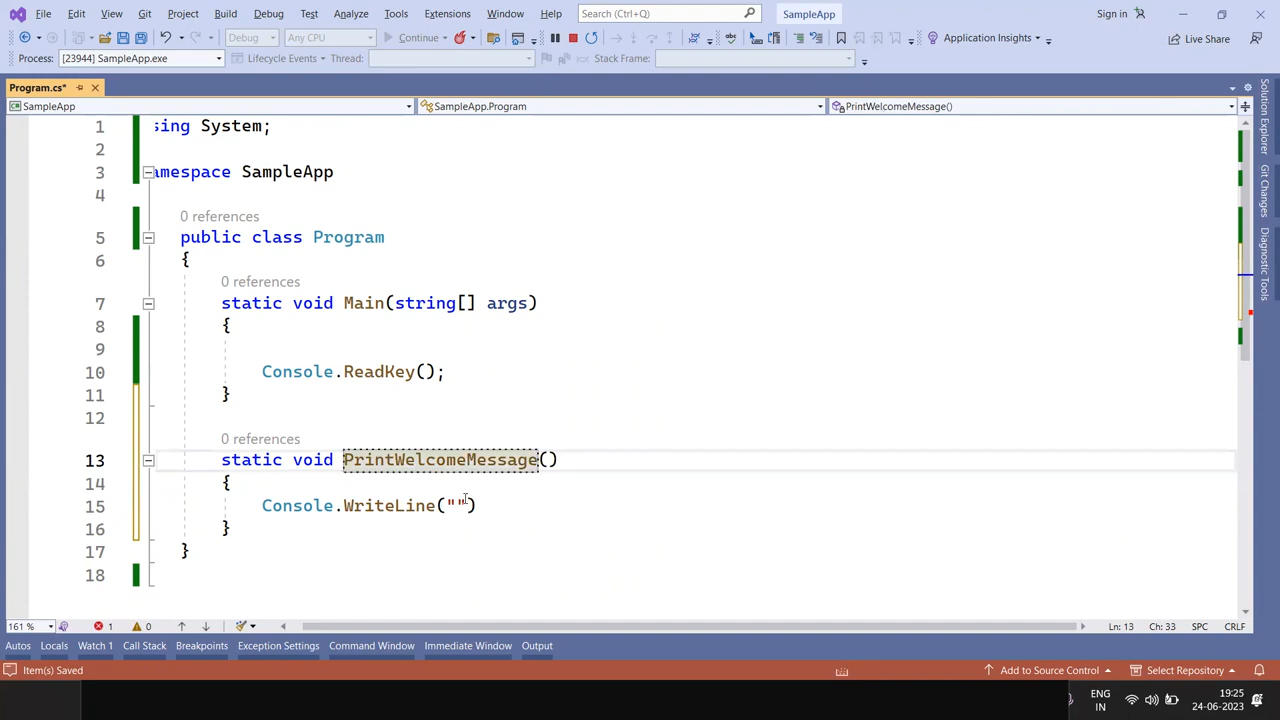 File Edit View Git Project Build Debug Test Analyze Tools Extensions Window Help Search (Ctrl+Q) SampleApp Sign in
Debug Any CPU Continue Application Insights Live Share
Process: [23944] SampleApp.exe Lifecycle Events Thread: Stack Frame:
Program.cs*
SampleApp SampleApp.Program PrintWelcomeMessage()
1 sing System;
2
3 amespace SampleApp
4
0 references
5 public class Program
6 {
0 references
7 static void Main(string[] args)
8 {
9
10 Console.ReadKey();
11 }
12
0 references
13 static void PrintWelcomeMessage()
14 {
15 Console.WriteLine("")
16 }
17 }
18
Solution Explorer
Git Changes
Diagnostic Tools
161 % 1 0 Ln: 13 Ch: 33 SPC CRLF
Autos Locals Watch 1 Call Stack Breakpoints Exception Settings Command Window Immediate Window Output
Item(s) Saved Add to Source Control Select Repository
ENG 19:25
IN 24-06-2023